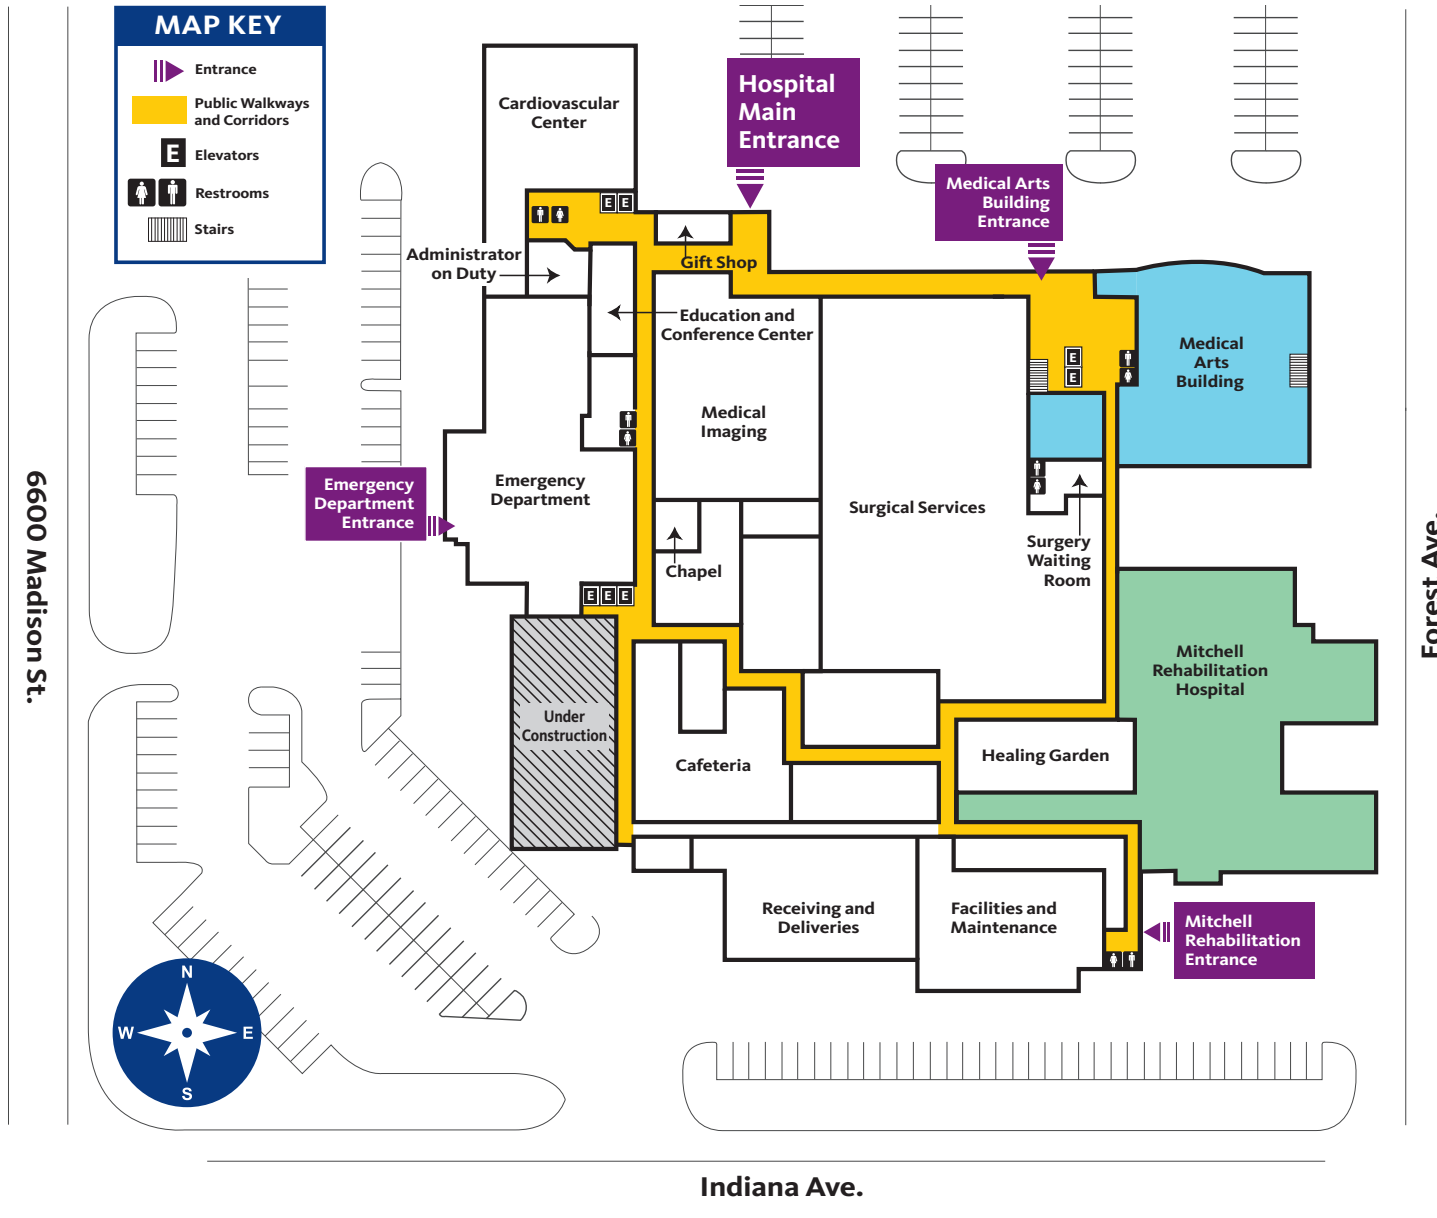 MAP KEY
Entrance
Public Walkways
and Corridors
E
Elevators
Restrooms
Stairs
Cardiovascular
Center
Hospital
Main
Entrance
Medical Arts
Building
Entrance
E E
Administrator
on Duty
Gift Shop
Education and
Conference Center
Medical
Imaging
E
E
Medical
Arts
Building
Emergency
Department
Entrance
Emergency
Department
Surgical Services
Surgery
Waiting
Room
Chapel
E E E
Mitchell
Rehabilitation
Hospital
Under
Construction
Cafeteria
Healing Garden
Receiving and
Deliveries
Facilities and
Maintenance
Mitchell
Rehabilitation
Entrance
6600 Madison St.
Forest Ave.
N
W E
S
Indiana Ave.